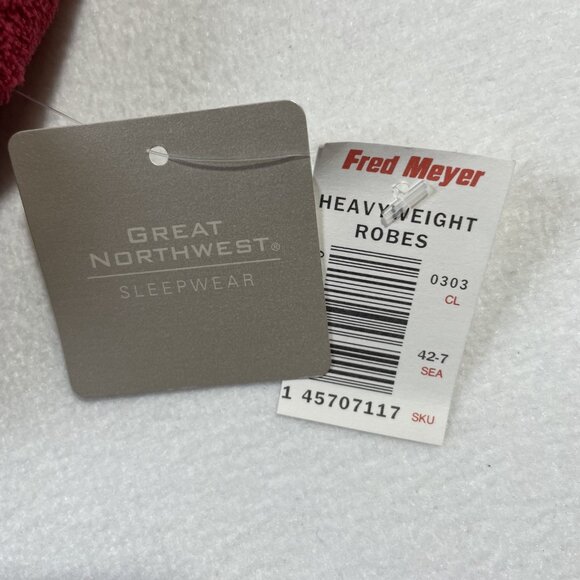 GREAT
NORTHWEST®
SLEEPWEAR
Fred Meyer
HEAVYWEIGHT
ROBES
0303
CL
42-7
SEA
1 45707117 SKU